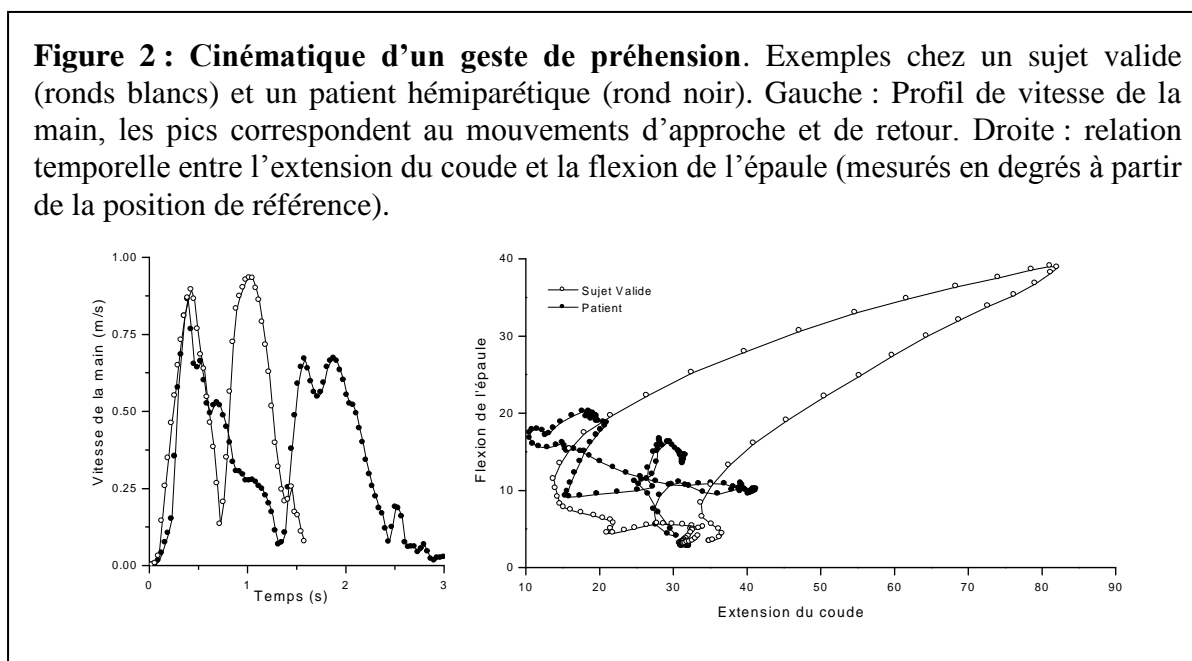 Figure 2 : Cinématique d’un geste de préhension. Exemples chez un sujet valide
(ronds blancs) et un patient hémiparétique (rond noir). Gauche : Profil de vitesse de la
main, les pics correspondent au mouvements d’approche et de retour. Droite : relation
temporelle entre l’extension du coude et la flexion de l’épaule (mesurés en degrés à partir
de la position de référence).
Vitesse de la main (m/s)
1.00
0.75
0.50
0.25
0.00
0
1
2
3
Temps (s)
Flexion de l'épaule
40
30
20
10
0
Sujet Valide
Patient
10
20
30
40
50
60
70
80
90
Extension du coude